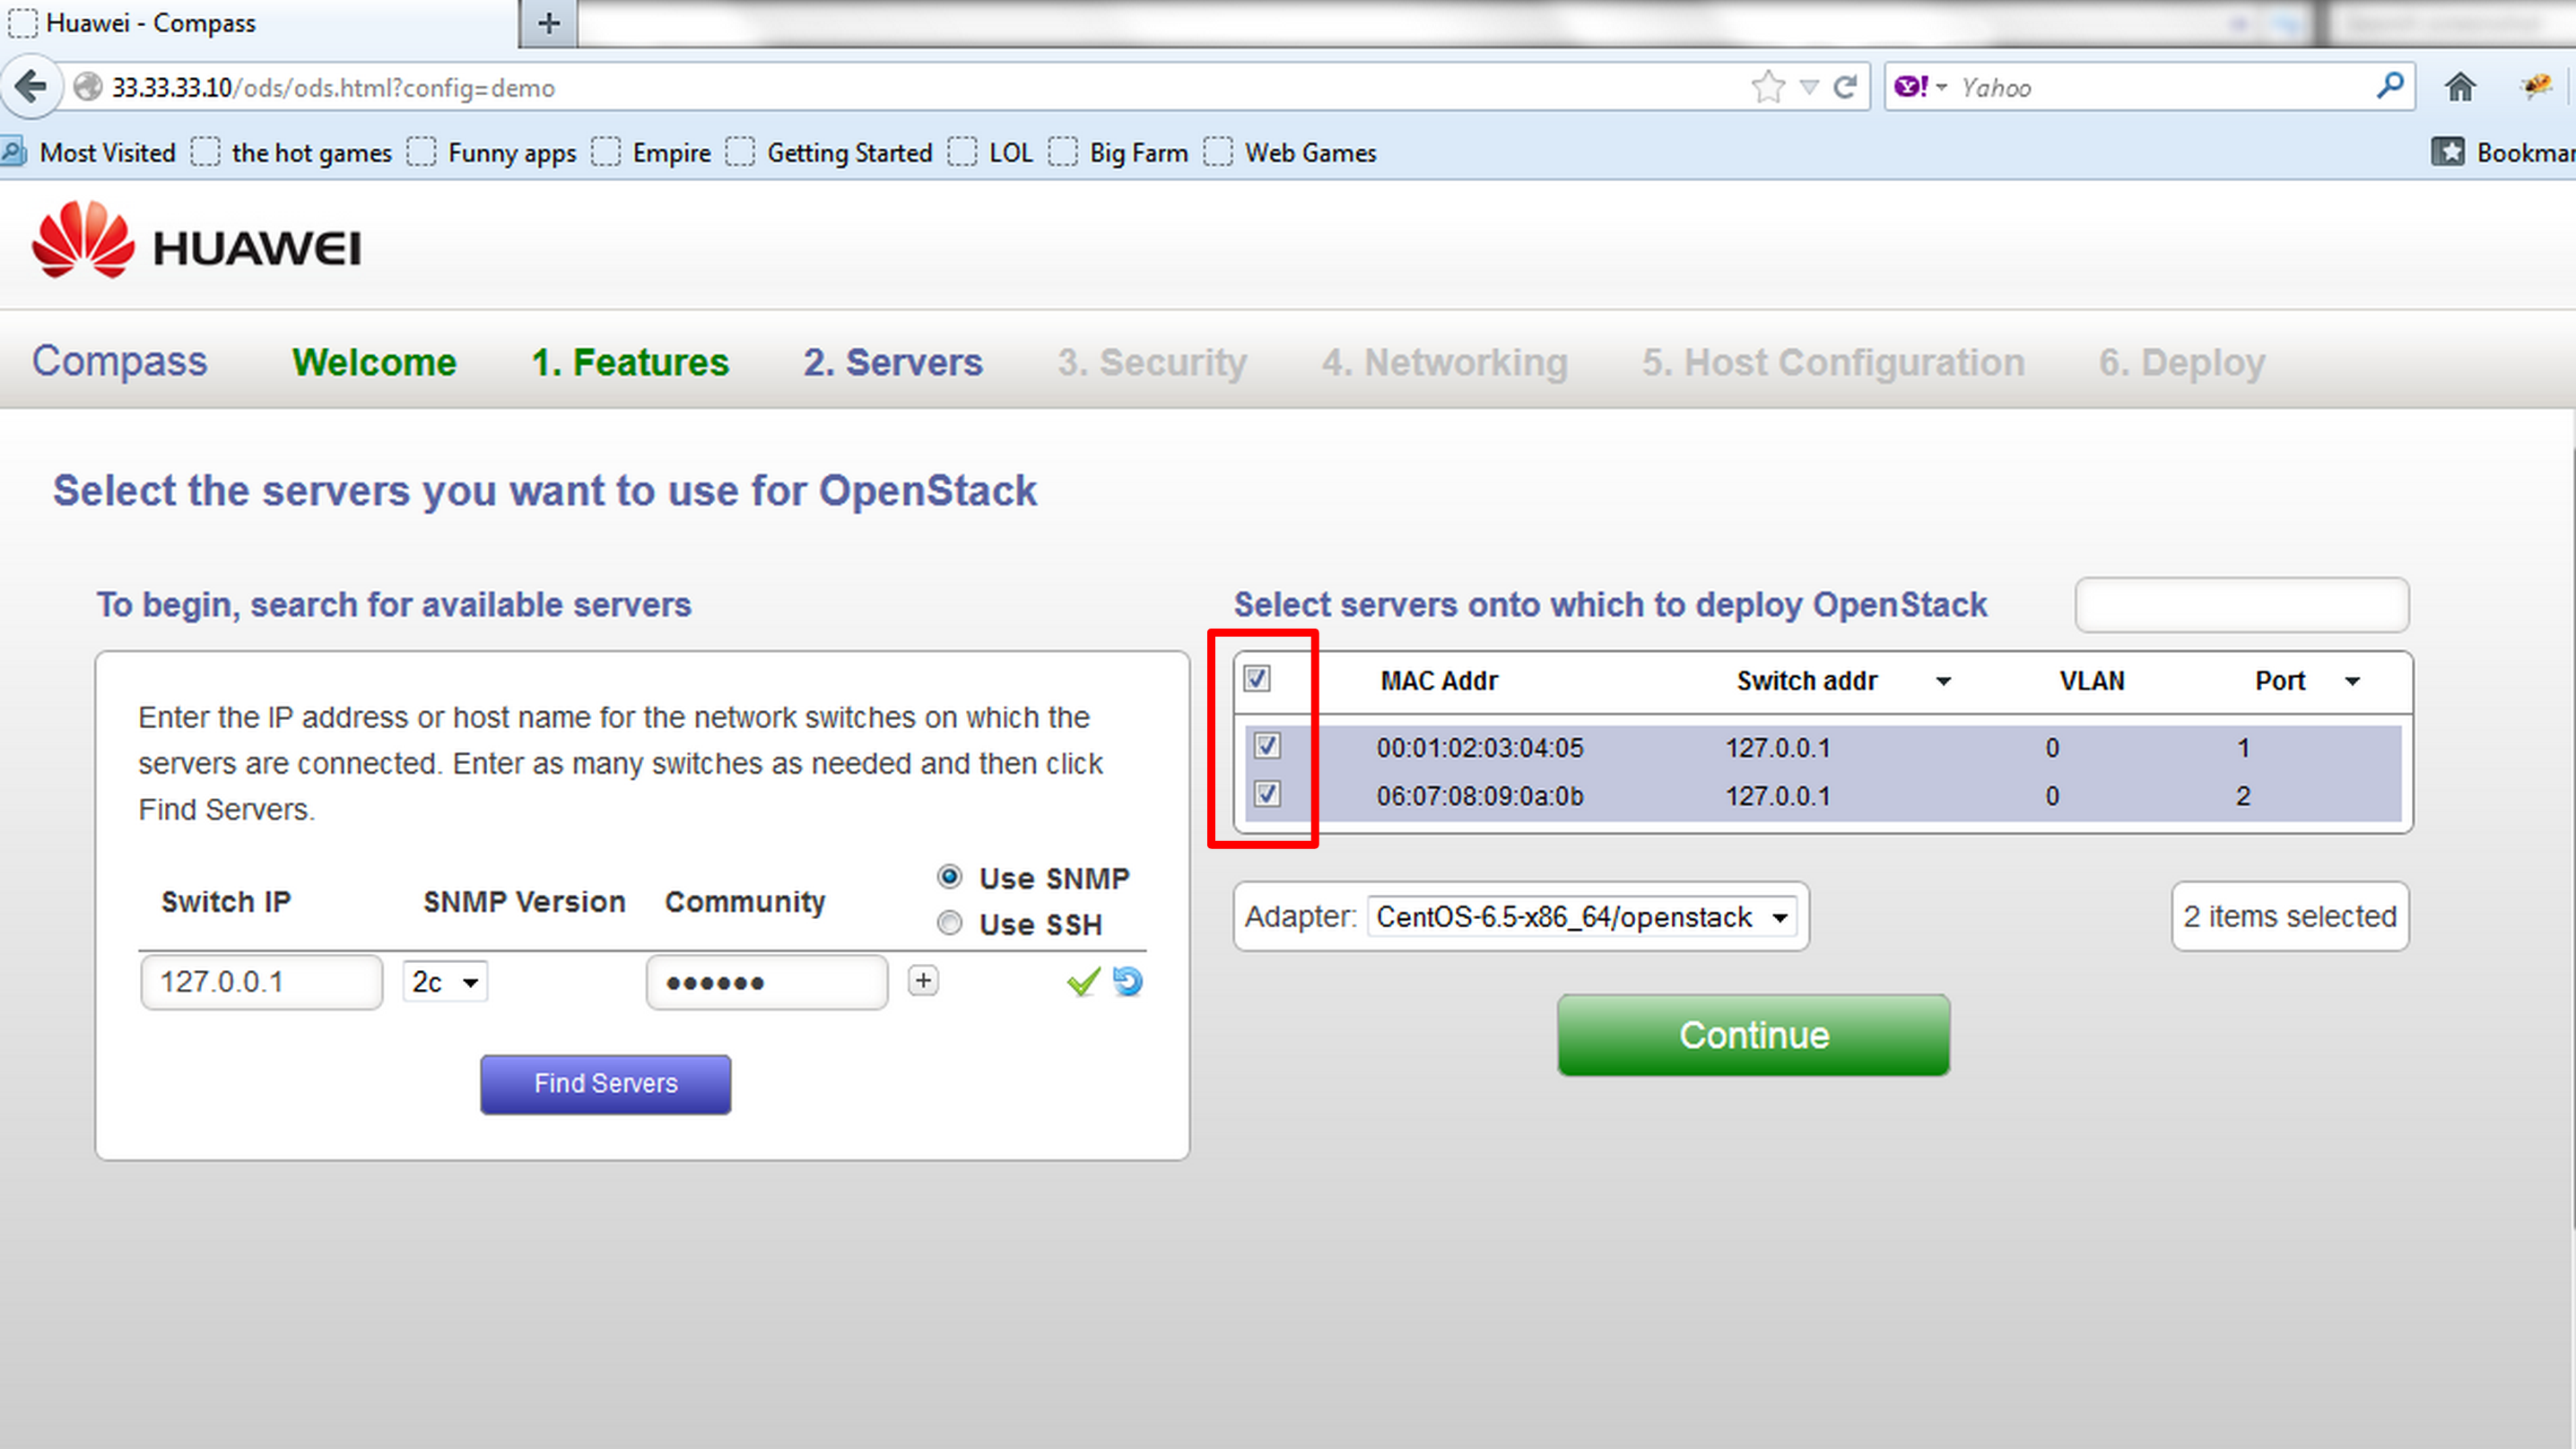 Huawei - Compass
33.33.33.10/ods/ods.html?config=demo
Y! Yahoo
Most Visited the hot games Funny apps Empire Getting Started LOL Big Farm Web Games Bookmar
HUAWEI
Compass Welcome 1. Features 2. Servers 3. Security 4. Networking 5. Host Configuration 6. Deploy
Select the servers you want to use for OpenStack
To begin, search for available servers
Enter the IP address or host name for the network switches on which the
servers are connected. Enter as many switches as needed and then click
Find Servers.
Use SNMP
Switch IP SNMP Version Community
Use SSH
127.0.0.1 2c ●●●●●● +
Find Servers
Select servers onto which to deploy OpenStack
MAC Addr Switch addr VLAN Port
00:01:02:03:04:05 127.0.0.1 0 1
06:07:08:09:0a:0b 127.0.0.1 0 2
Adapter: CentOS-6.5-x86_64/openstack 2 items selected
Continue